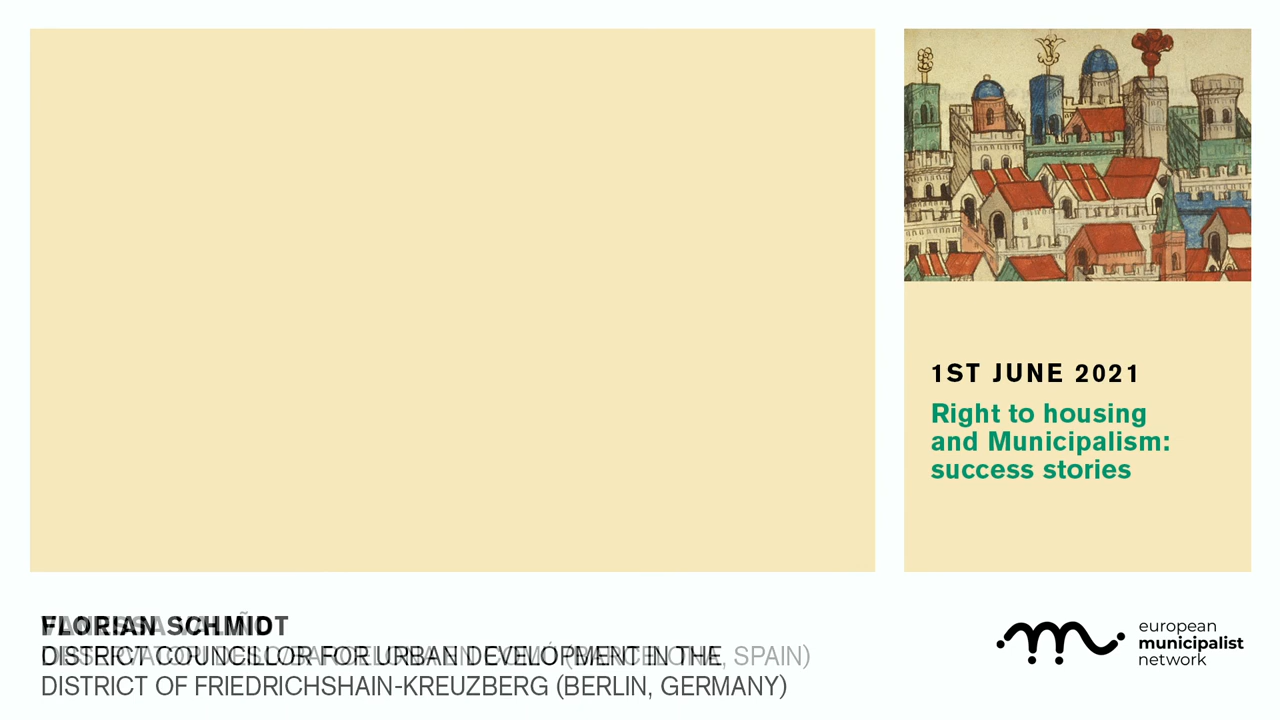 1ST JUNE 2021
Right to housing
and Municipalism:
success stories
FLORIAN SCHMIDT
DISTRICT COUNCILLOR FOR URBAN DEVELOPMENT IN THE
SPAIN)
DISTRICT OF FRIEDRICHSHAIN-KREUZBERG (BERLIN, GERMANY)
european
municipalist
network